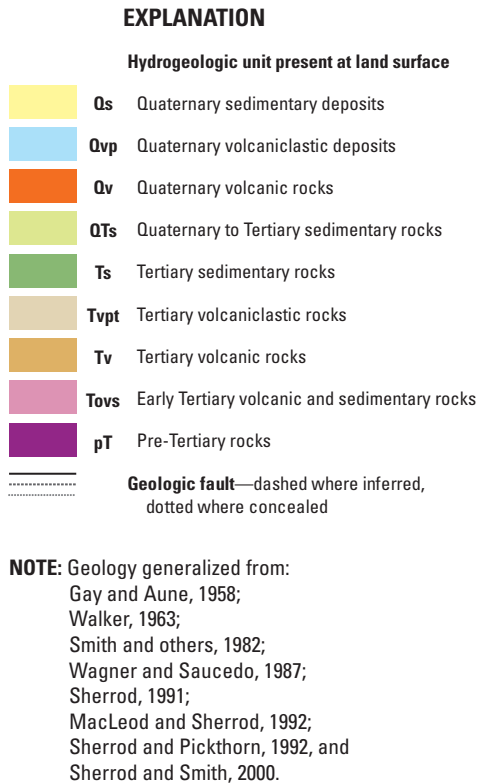 EXPLANATION
Hydrogeologic unit present at land surface
Qs Quaternary sedimentary deposits
Qvp Quaternary volcaniclastic deposits
Qv Quaternary volcanic rocks
QTs Quaternary to Tertiary sedimentary rocks
Ts Tertiary sedimentary rocks
Tvpt Tertiary volcaniclastic rocks
Tv Tertiary volcanic rocks
Tovs Early Tertiary volcanic and sedimentary rocks
pT Pre-Tertiary rocks
Geologic fault—dashed where inferred,
dotted where concealed
NOTE: Geology generalized from:
Gay and Aune, 1958;
Walker, 1963;
Smith and others, 1982;
Wagner and Saucedo, 1987;
Sherrod, 1991;
MacLeod and Sherrod, 1992;
Sherrod and Pickthorn, 1992, and
Sherrod and Smith, 2000.